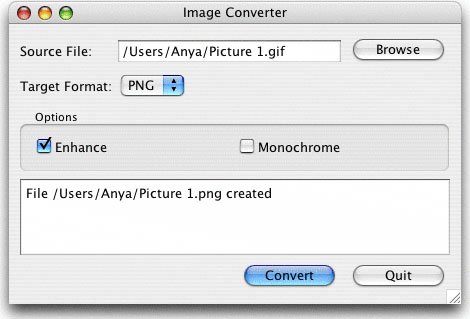 Image Converter
Source File: /Users/Anya/Picture 1.gif Browse
Target Format: PNG
Options
Enhance Monochrome
File /Users/Anya/Picture 1.png created
Convert Quit